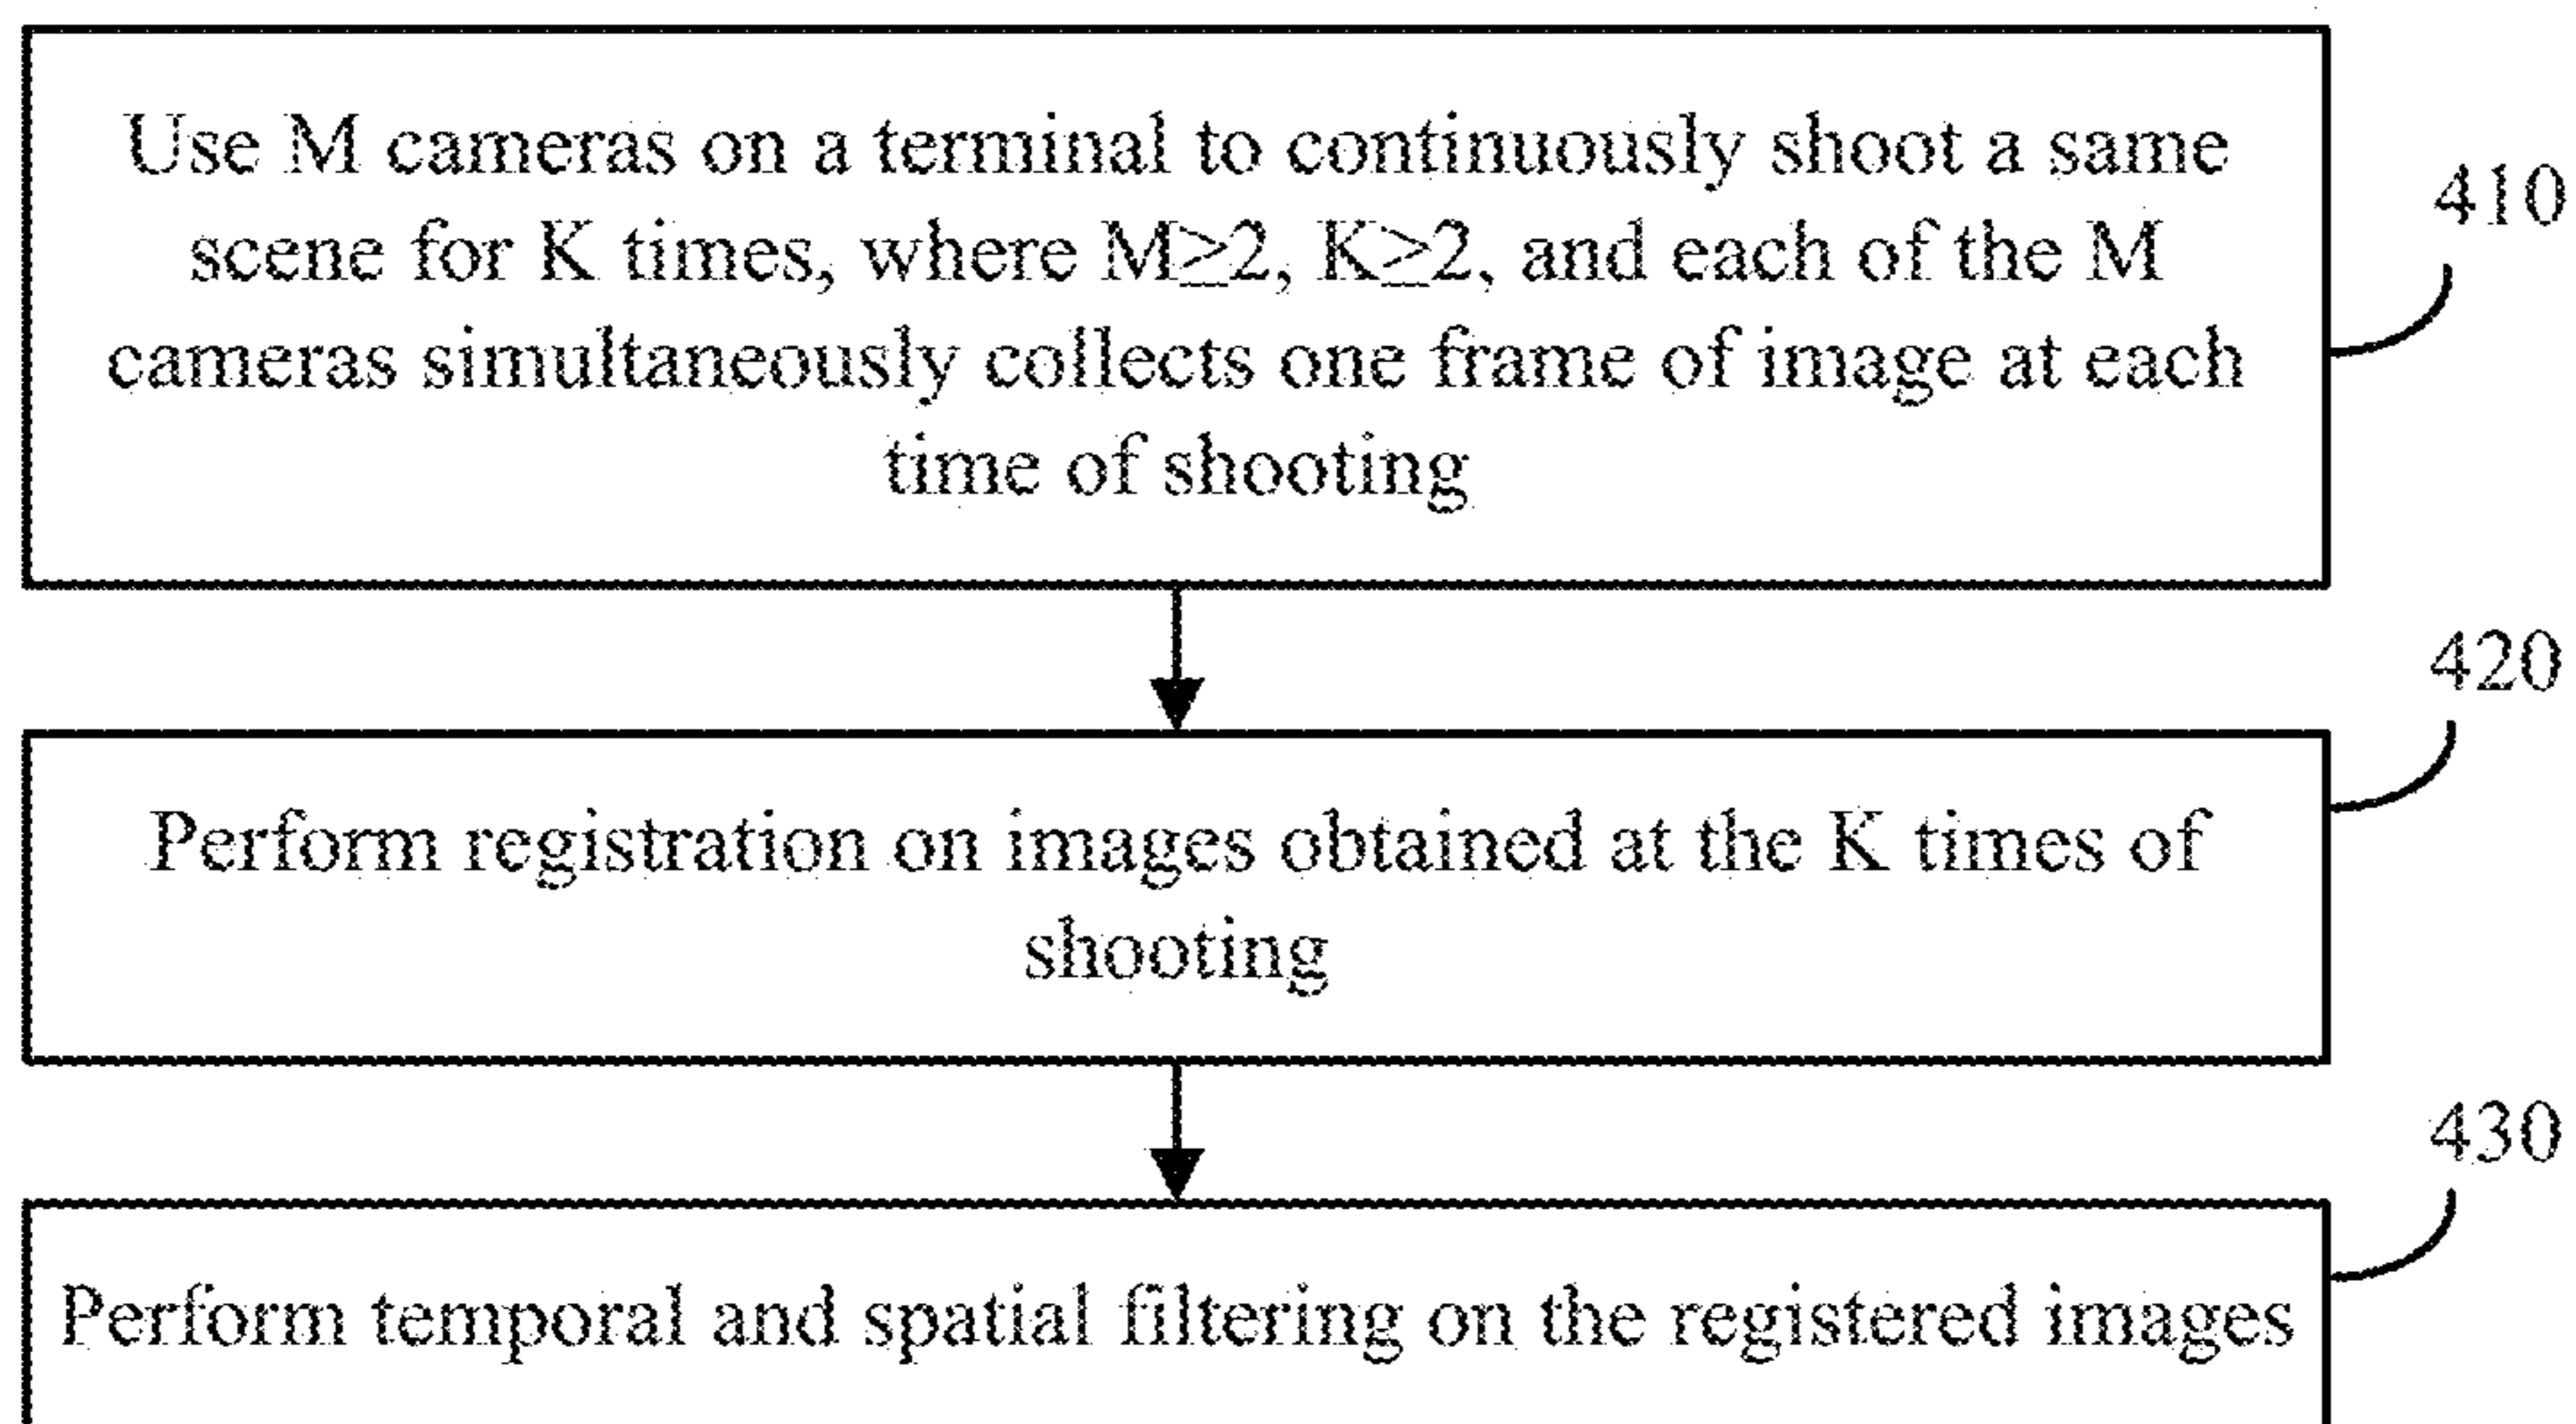 Use M cameras on a terminal to continuously shoot a same
scene for K times, where M≥2, K≥2, and each of the M
cameras simultaneously collects one frame of image at each
time of shooting
410
420
Perform registration on images obtained at the K times of
shooting
430
Perform temporal and spatial filtering on the registered images